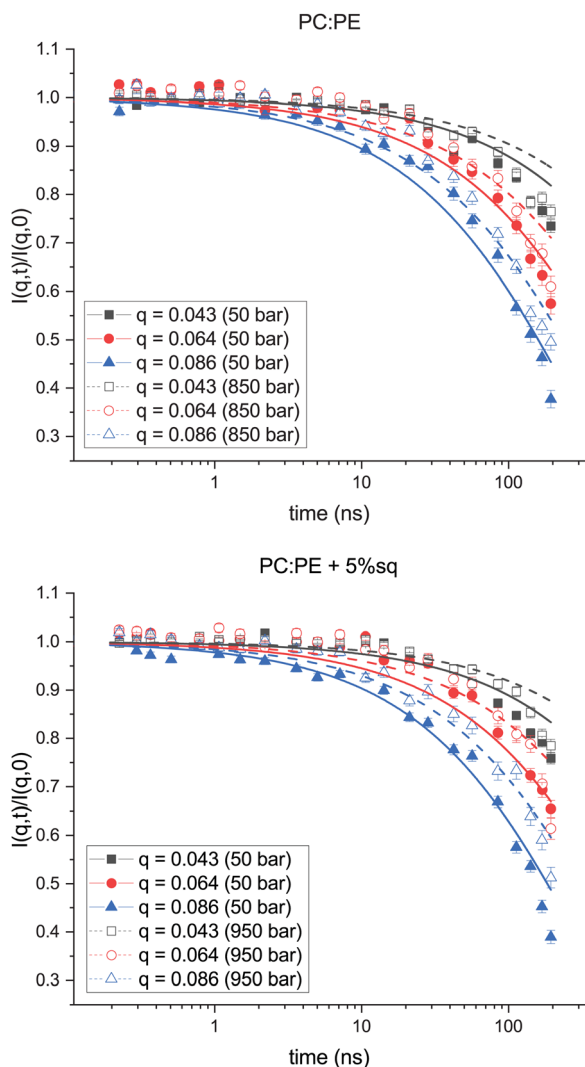 PC:PE
1.1
1.0
0.9
0.8
0.7
0.6
0.5
0.4
0.3
I(q,t)/I(q,0)
q = 0.043 (50 bar)
q = 0.064 (50 bar)
q = 0.086 (50 bar)
q = 0.043 (850 bar)
q = 0.064 (850 bar)
q = 0.086 (850 bar)
1 10 100
time (ns)
PC:PE + 5%sq
1.1
1.0
0.9
0.8
0.7
0.6
0.5
0.4
0.3
I(q,t)/I(q,0)
q = 0.043 (50 bar)
q = 0.064 (50 bar)
q = 0.086 (50 bar)
q = 0.043 (950 bar)
q = 0.064 (950 bar)
q = 0.086 (950 bar)
1 10 100
time (ns)